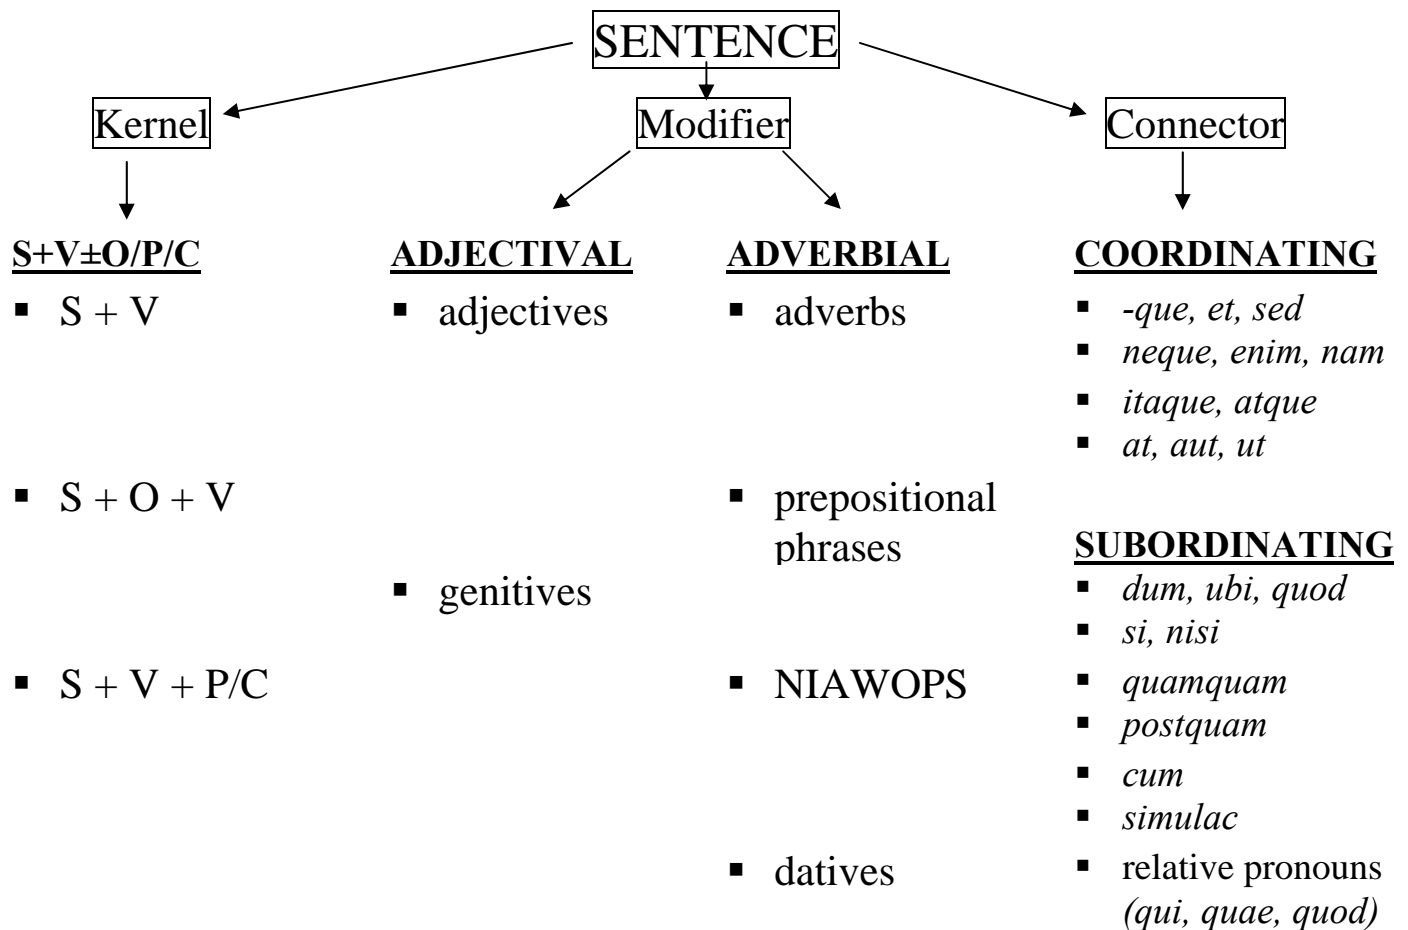 SENTENCE
Kernel
Modifier
Connector
S+V±O/P/C
▪ S + V
▪ S + O + V
▪ S + V + P/C
ADJECTIVAL
▪ adjectives
▪ genitives
ADVERBIAL
▪ adverbs
▪ prepositional
phrases
▪ NIAWOPS
▪ datives
COORDINATING
▪ -que, et, sed
▪ neque, enim, nam
▪ itaque, atque
▪ at, aut, ut
SUBORDINATING
▪ dum, ubi, quod
▪ si, nisi
▪ quamquam
▪ postquam
▪ cum
▪ simulac
▪ relative pronouns
(qui, quae, quod)